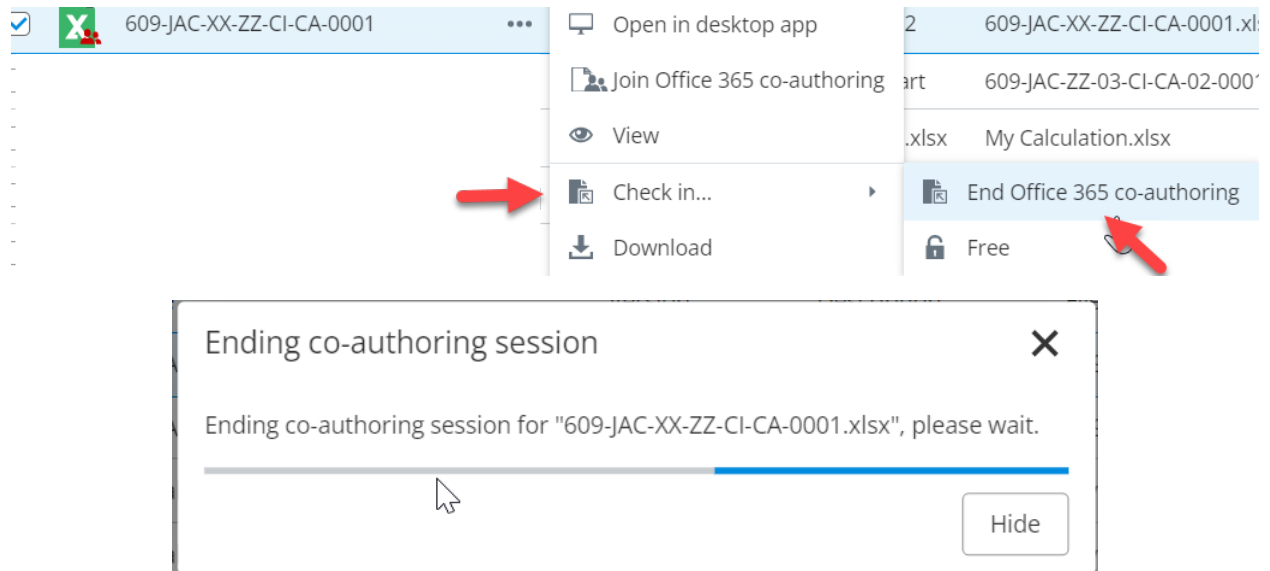 609-JAC-XX-ZZ-CI-CA-0001 ••• Open in desktop app 2 609-JAC-XX-ZZ-CI-CA-0001.xl
Join Office 365 co-authoring art 609-JAC-ZZ-03-CI-CA-02-0001
View .xlsx My Calculation.xlsx
Check in... End Office 365 co-authoring
Download Free
Ending co-authoring session
Ending co-authoring session for "609-JAC-XX-ZZ-CI-CA-0001.xlsx", please wait.
Hide